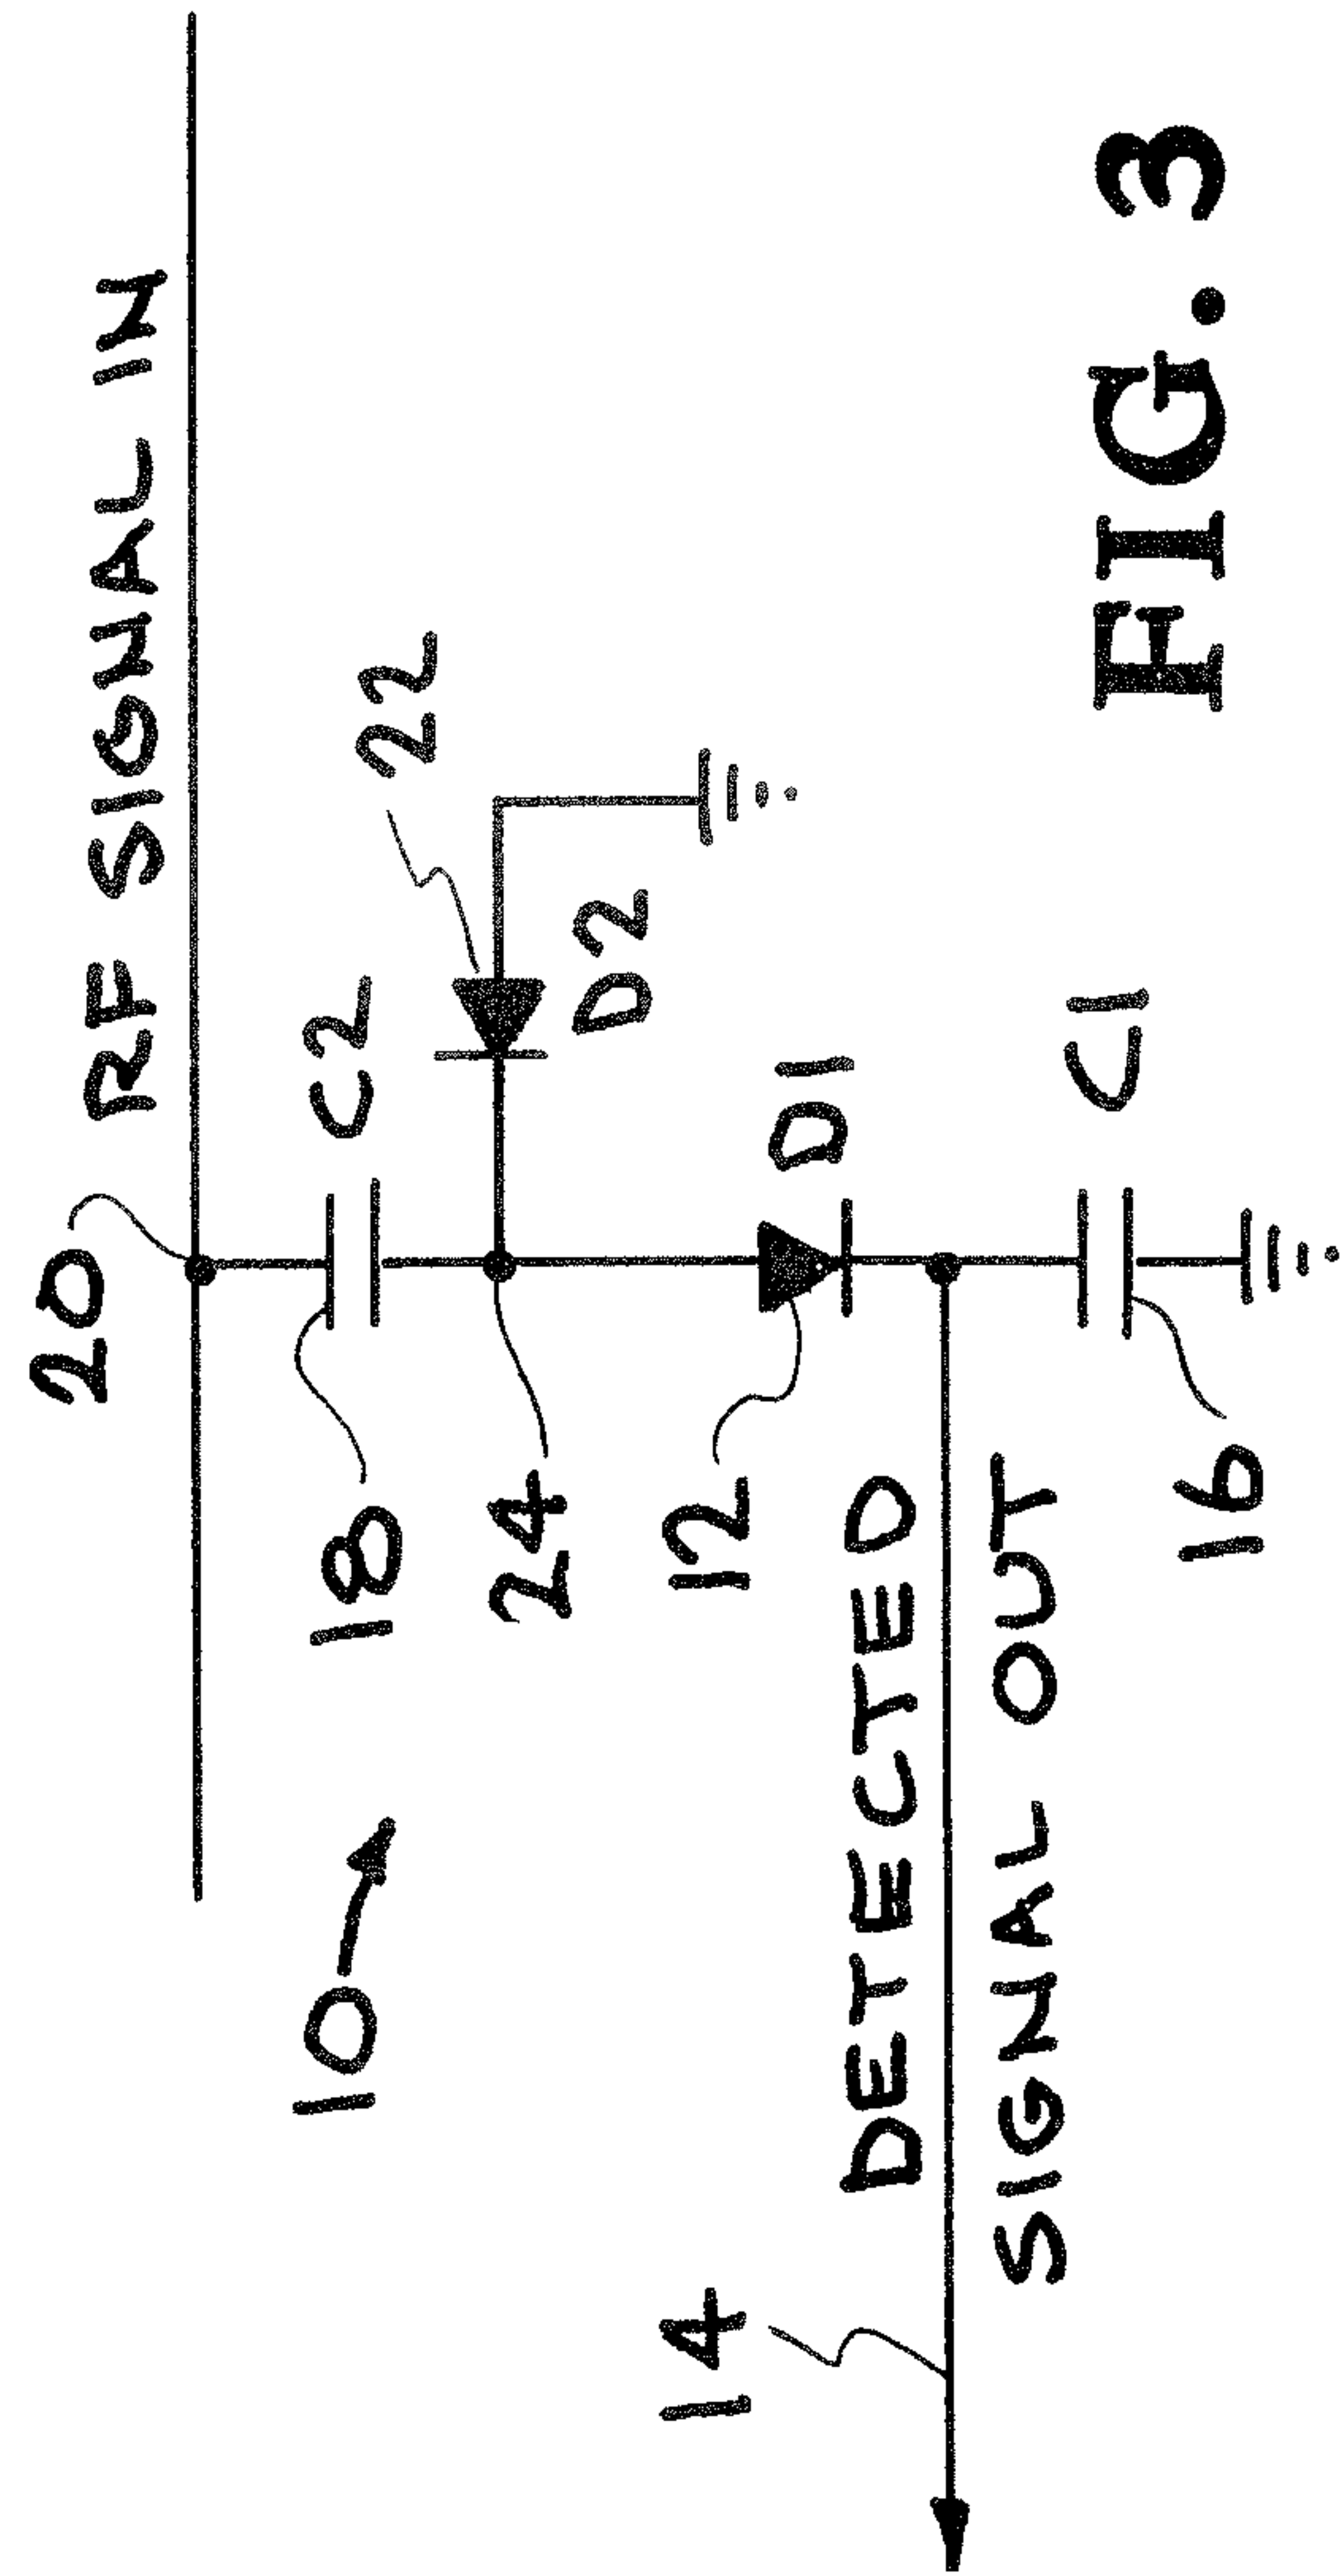 20
RF SIGNAL IN
10
18
C2
22
24
D2
12
D1
14
DETECTED
SIGNAL OUT
C1
16
FIG. 3